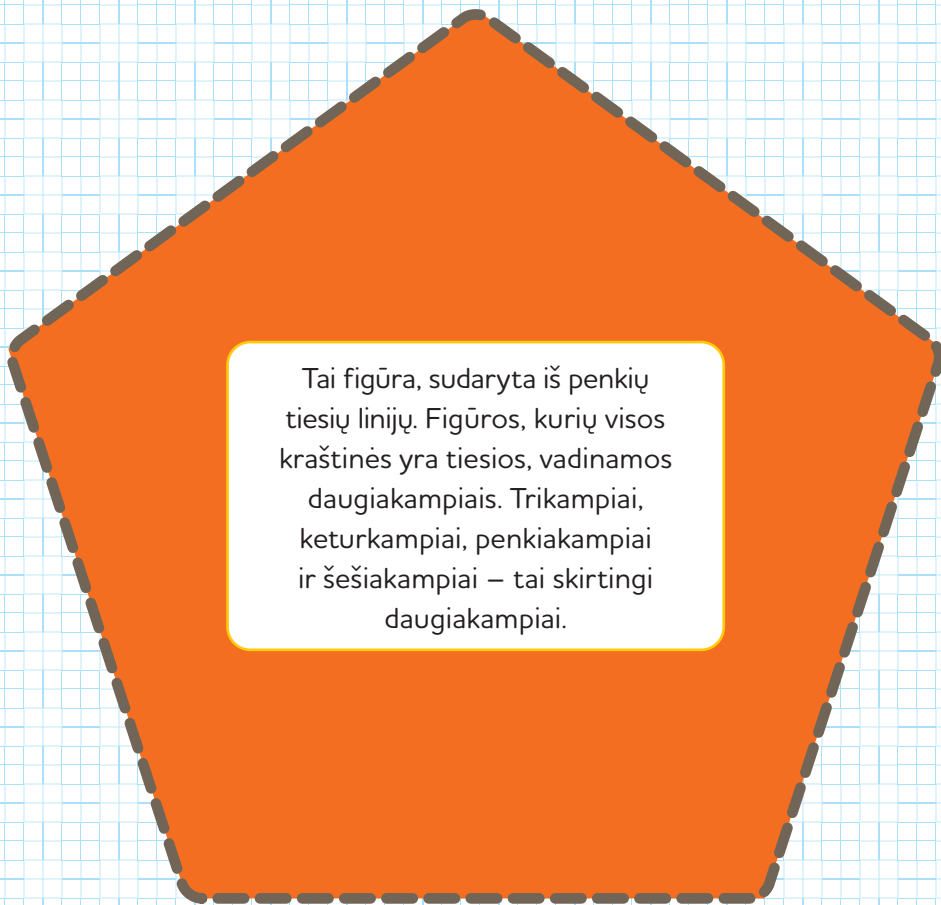 Tai figūra, sudaryta iš penkių
tiesių linijų. Figūros, kurių visos
kraštinės yra tiesios, vadinamos
daugiakampiais. Trikampiai,
keturkampiai, penkiakampiai
ir šešiakampiai – tai skirtingi
daugiakampiai.